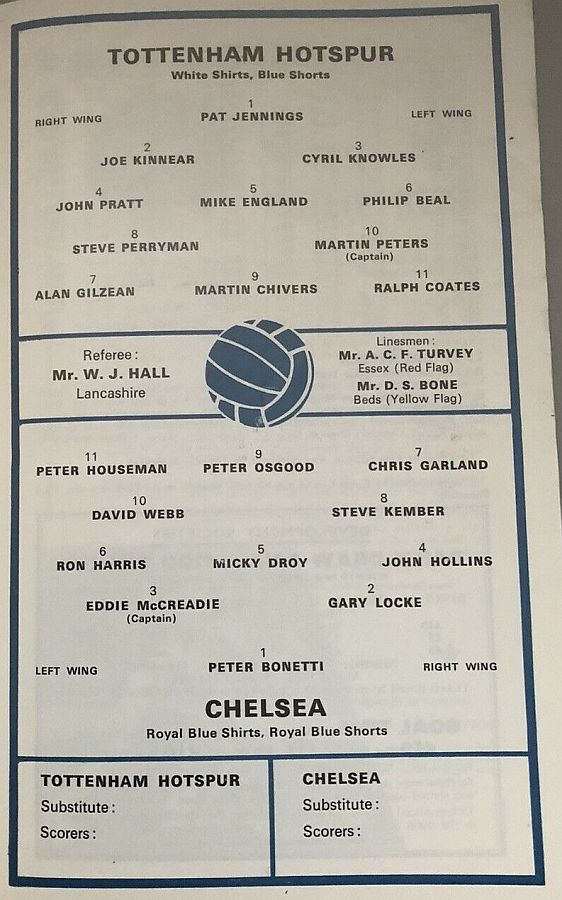 TOTTENHAM HOTSPUR
White Shirts, Blue Shorts
1
RIGHT WING PAT JENNINGS LEFT WING
2 3
JOE KINNEAR CYRIL KNOWLES
4 5 6
JOHN PRATT MIKE ENGLAND PHILIP BEAL
8 10
STEVE PERRYMAN MARTIN PETERS
(Captain)
7 9 11
ALAN GILZEAN MARTIN CHIVERS RALPH COATES
Referee:
Mr. W. J. HALL
Lancashire
Linesmen:
Mr. A. C. F. TURVEY
Essex (Red Flag)
Mr. D. S. BONE
Beds (Yellow Flag)
11 9 7
PETER HOUSEMAN PETER OSGOOD CHRIS GARLAND
10 8
DAVID WEBB STEVE KEMBER
6 5 4
RON HARRIS MICKY DROY JOHN HOLLINS
3 2
EDDIE McCREADIE GARY LOCKE
(Captain)
1
LEFT WING PETER BONETTI RIGHT WING
CHELSEA
Royal Blue Shirts, Royal Blue Shorts
TOTTENHAM HOTSPUR
Substitute:
Scorers:
CHELSEA
Substitute:
Scorers: